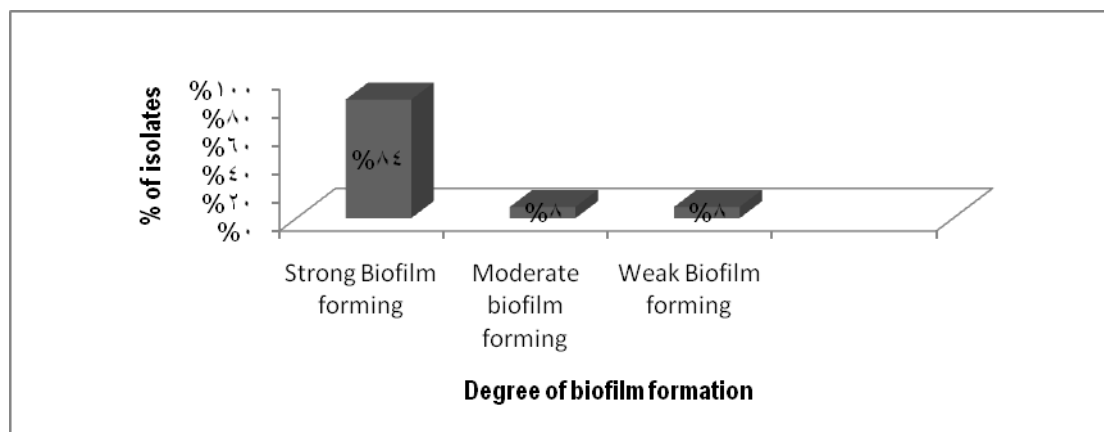 % of isolates
%١٠٠
%٨٠
%٦٠
%٤٠
%٢٠
%٠
%٨٤
%٨
%٨
Strong Biofilm
forming
Moderate
biofilm
forming
Weak Biofilm
forming
Degree of biofilm formation